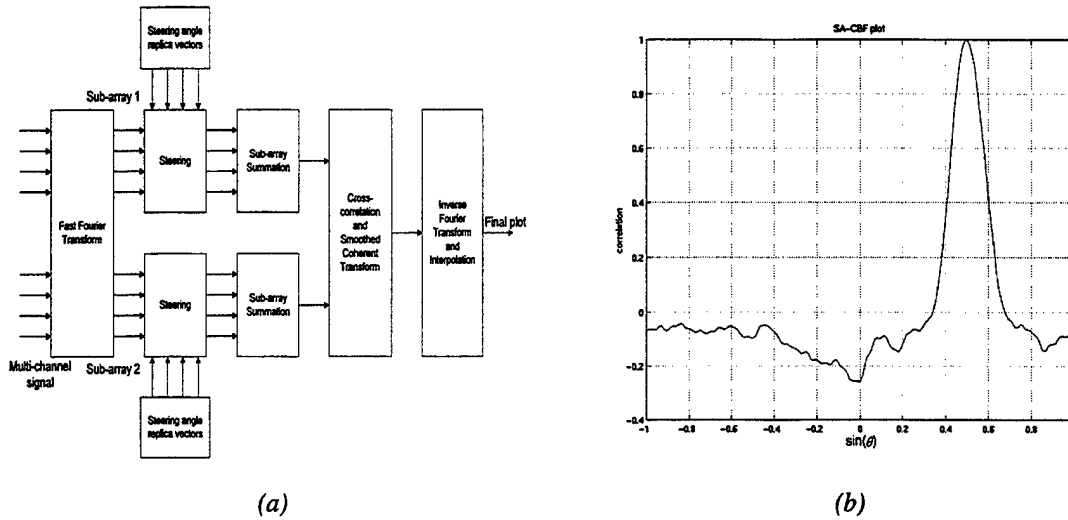 Steering angle
replica vectors
Sub-array 1
Steering
Sub-array
Summation
Fast Fourier
Transform
Cross-
correlation
and
Smoothed
Coherent
Transform
Inverse
Fourier
Transform
and
Interpolation
Final plot
Steering
Sub-array
Summation
Multi-channel
signal
Sub-array 2
Steering angle
replica vectors
(a)
SA-CBF plot
correlation
1
0.8
0.6
0.4
0.2
0
-0.2
-0.4
-1
-0.8
-0.6
-0.4
-0.2
0
0.2
0.4
0.6
0.8
sin(θ)
(b)